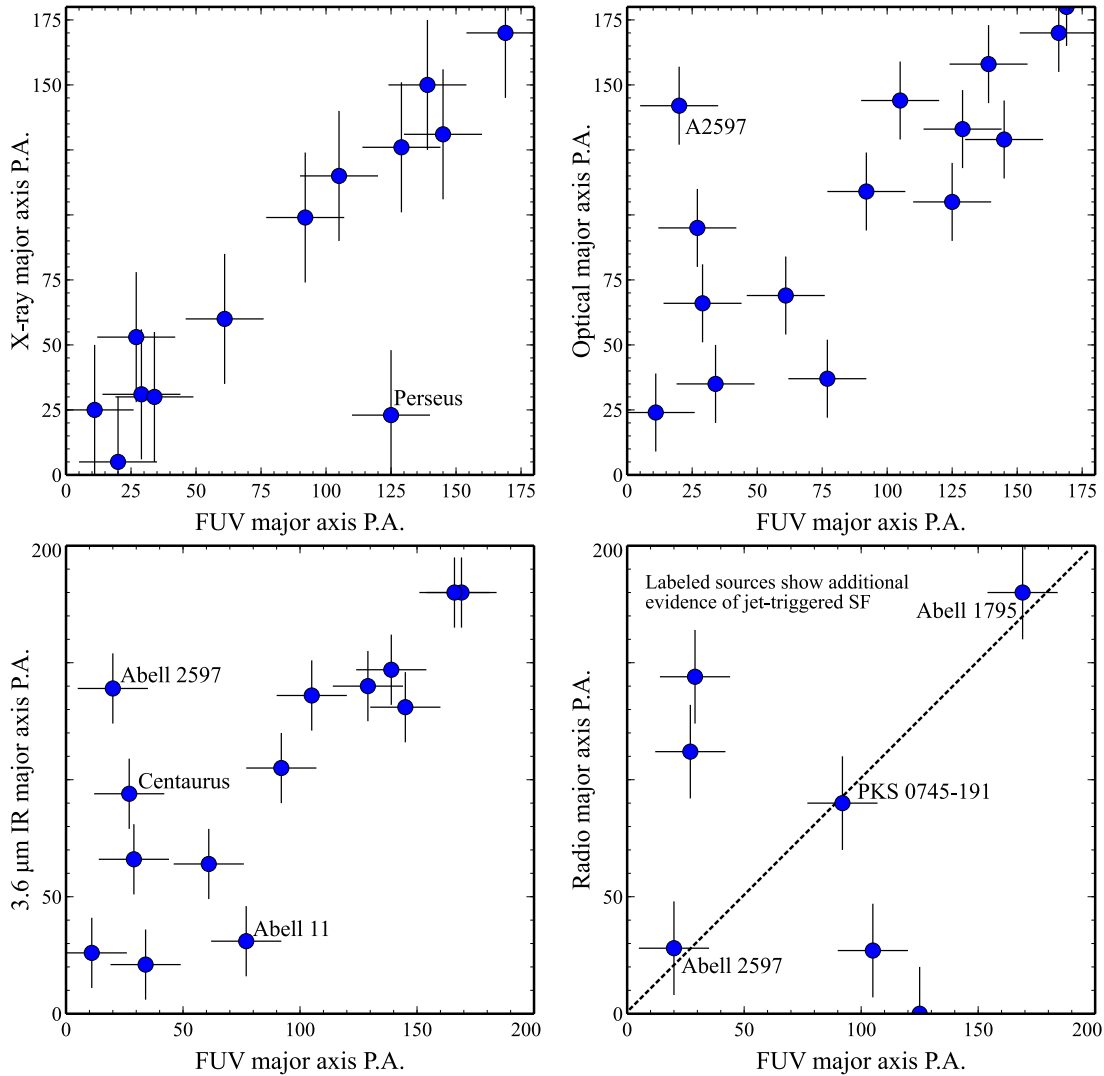 175
150
75
50
25
0
X-ray major axis P.A.
Perseus
0 25 50 75 100 125 150 175
FUV major axis P.A.
175
150
75
50
25
0
Optical major axis P.A.
A2597
0 25 50 75 100 125 150 175
FUV major axis P.A.
200
50
0
3.6 μm IR major axis P.A.
Abell 2597
Centaurus
Abell 11
0 50 100 150 200
FUV major axis P.A.
200
50
0
Radio major axis P.A.
Labeled sources show additional
evidence of jet-triggered SF
Abell 1795
PKS 0745-191
Abell 2597
0 50 100 150 200
FUV major axis P.A.